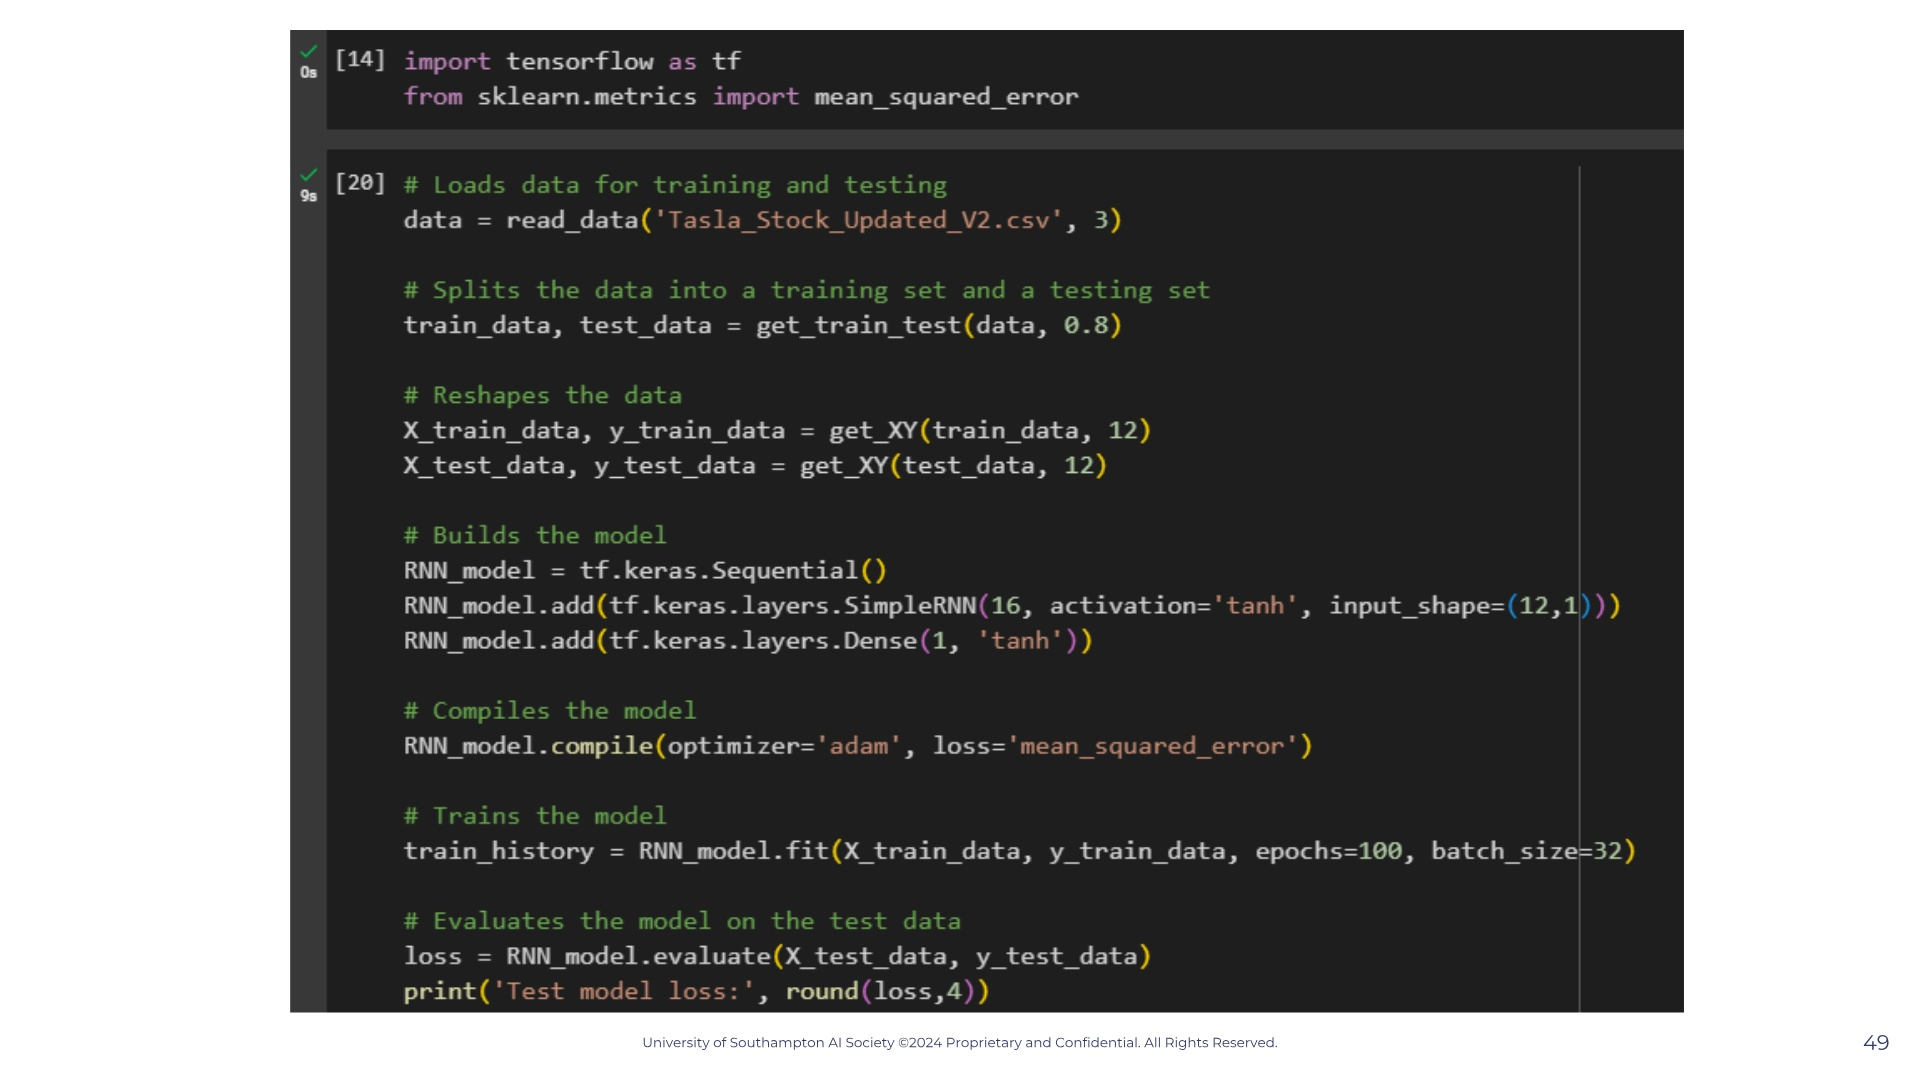 [14] import tensorflow as tf
0s
from sklearn.metrics import mean_squared_error
[20] # Loads data for training and testing
9s
data = read_data('Tasla_Stock_Updated_V2.csv', 3)
# Splits the data into a training set and a testing set
train_data, test_data = get_train_test(data, 0.8)
# Reshapes the data
X_train_data, y_train_data = get_XY(train_data, 12)
X_test_data, y_test_data = get_XY(test_data, 12)
# Builds the model
RNN_model = tf.keras.Sequential()
RNN_model.add(tf.keras.layers.SimpleRNN(16, activation='tanh', input_shape=(12,1)))
RNN_model.add(tf.keras.layers.Dense(1, 'tanh'))
# Compiles the model
RNN_model.compile(optimizer='adam', loss='mean_squared_error')
# Trains the model
train_history = RNN_model.fit(X_train_data, y_train_data, epochs=100, batch_size=32)
# Evaluates the model on the test data
loss = RNN_model.evaluate(X_test_data, y_test_data)
print('Test model loss:', round(loss,4))
University of Southampton AI Society ©2024 Proprietary and Confidential. All Rights Reserved.
49